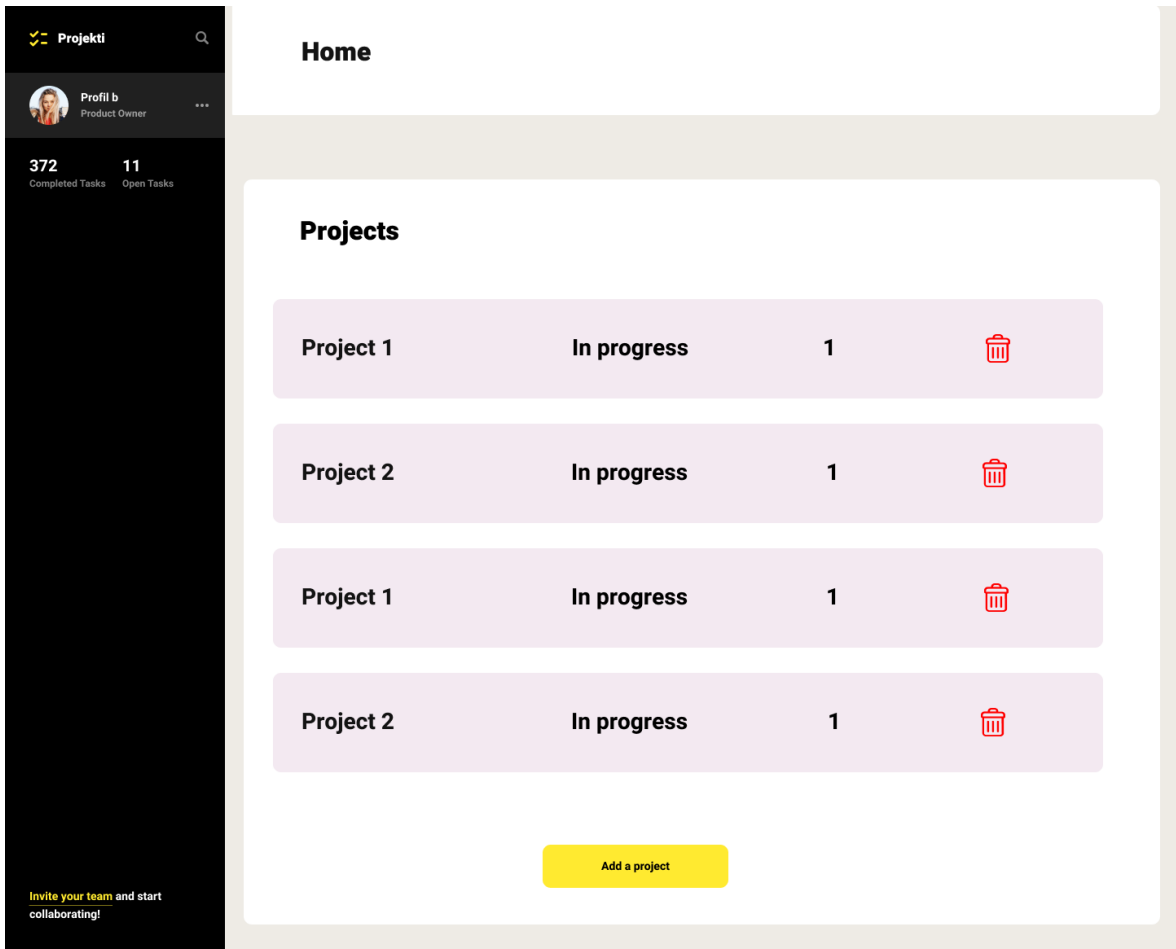 Projekti
Profil b
Product Owner
372 11
Completed Tasks Open Tasks
Invite your team and start
collaborating!
Home
Projects
Project 1 In progress 1
Project 2 In progress 1
Project 1 In progress 1
Project 2 In progress 1
Add a project